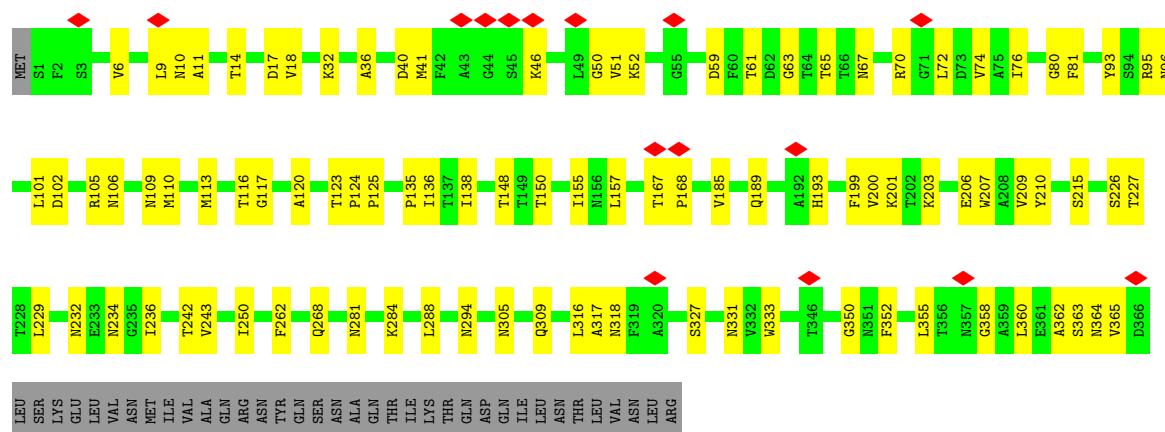 MET S1 F2 S3 V6 L9 N10 A11 T14 D17 V18 K32 A36 D40 M41 F42 A43 G44 S45 K46 L49 G50 V51 K52 G55 D59 F60 T61 D62 G63 T64 T65 T66 N67 R70 G71 L72 D73 V74 A75 I76 G80 F81 Y93 S94 R95 N96
L101 D102 R105 N106 N109 M110 M113 T116 G117 A120 T123 P124 P125 P135 I136 T137 I138 T148 T149 T150 I155 N156 L157 T167 P168 V185 Q189 A192 H193 F199 V200 K201 T202 K203 E206 W207 A208 V209 Y210 S215 S226 T227
T228 L229 N232 E233 N234 G235 I236 T242 V243 I250 F262 Q268 N281 K284 L288 N294 N305 Q309 L316 A317 N318 F319 A320 S327 N331 V332 W333 T346 G350 N351 F352 L355 T356 N357 G358 A359 L360 E361 A362 S363 N364 V365 D366
LEU SER LYS GLU LEU VAL ASN MET ILE VAL ALA GLN ARG ASN TYR GLN SER ASN ALA GLN THR ILE LYS THR GLN ASP GLN ILE LEU ASN THR LEU VAL ASN LEU ARG